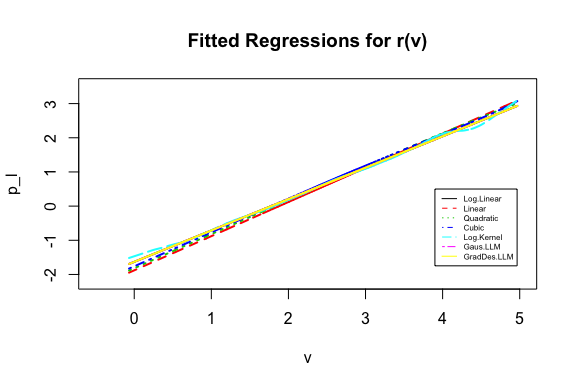 Fitted Regressions for r(v)
p_l
3
2
1
0
-1
-2
Log.Linear
Linear
Quadratic
Cubic
Log.Kernel
Gaus.LLM
GradDes.LLM
0 1 2 3 4 5
v